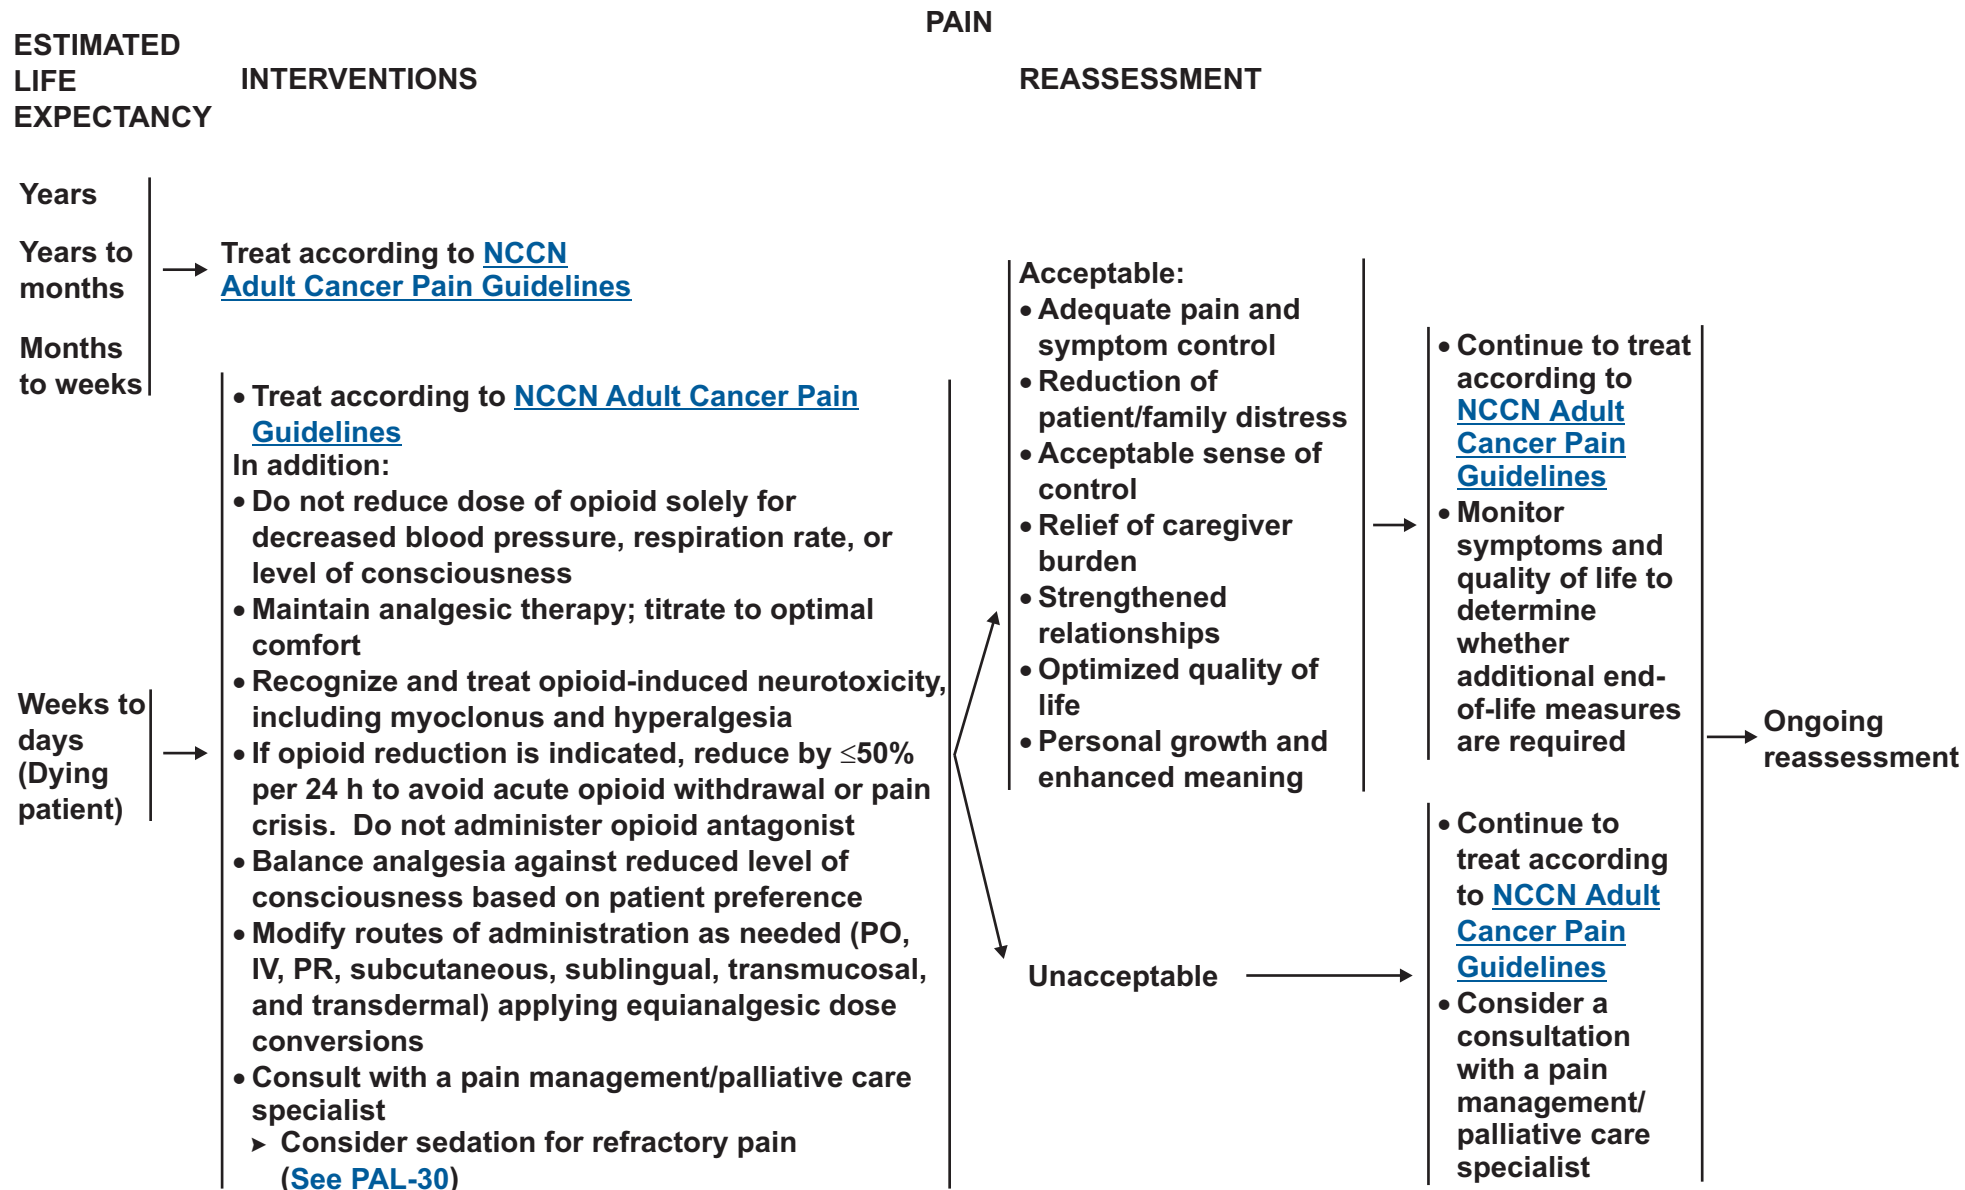 PAIN
ESTIMATED
LIFE
EXPECTANCY
INTERVENTIONS
REASSESSMENT
Years
Years to
months
Months
to weeks
Treat according to NCCN
Adult Cancer Pain Guidelines
Weeks to
days
(Dying
patient)
• Treat according to NCCN Adult Cancer Pain
Guidelines
In addition:
• Do not reduce dose of opioid solely for
decreased blood pressure, respiration rate, or
level of consciousness
• Maintain analgesic therapy; titrate to optimal
comfort
• Recognize and treat opioid-induced neurotoxicity,
including myoclonus and hyperalgesia
• If opioid reduction is indicated, reduce by ≤50%
per 24 h to avoid acute opioid withdrawal or pain
crisis.  Do not administer opioid antagonist
• Balance analgesia against reduced level of
consciousness based on patient preference
• Modify routes of administration as needed (PO,
IV, PR, subcutaneous, sublingual, transmucosal,
and transdermal) applying equianalgesic dose
conversions
• Consult with a pain management/palliative care
specialist
➤ Consider sedation for refractory pain
(See PAL-30)
Acceptable:
• Adequate pain and
symptom control
• Reduction of
patient/family distress
• Acceptable sense of
control
• Relief of caregiver
burden
• Strengthened
relationships
• Optimized quality of
life
• Personal growth and
enhanced meaning
Unacceptable
• Continue to treat
according to
NCCN Adult
Cancer Pain
Guidelines
• Monitor
symptoms and
quality of life to
determine
whether
additional end-
of-life measures
are required
• Continue to
treat according
to NCCN Adult
Cancer Pain
Guidelines
• Consider a
consultation
with a pain
management/
palliative care
specialist
Ongoing
reassessment